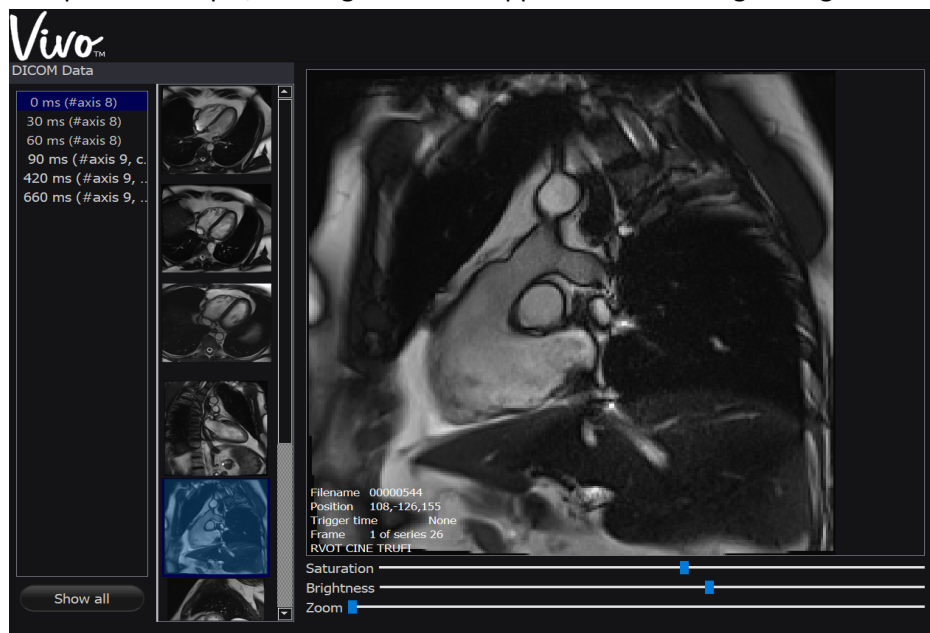 Vivo™
DICOM Data
0 ms (#axis 8)
30 ms (#axis 8)
60 ms (#axis 8)
90 ms (#axis 9, c.
420 ms (#axis 9, ..
660 ms (#axis 9, ..
Show all
Filename 00000544
Position 108,-126,155
Trigger time None
Frame 1 of series 26
RVOT CINE TRUFI
Saturation
Brightness
Zoom